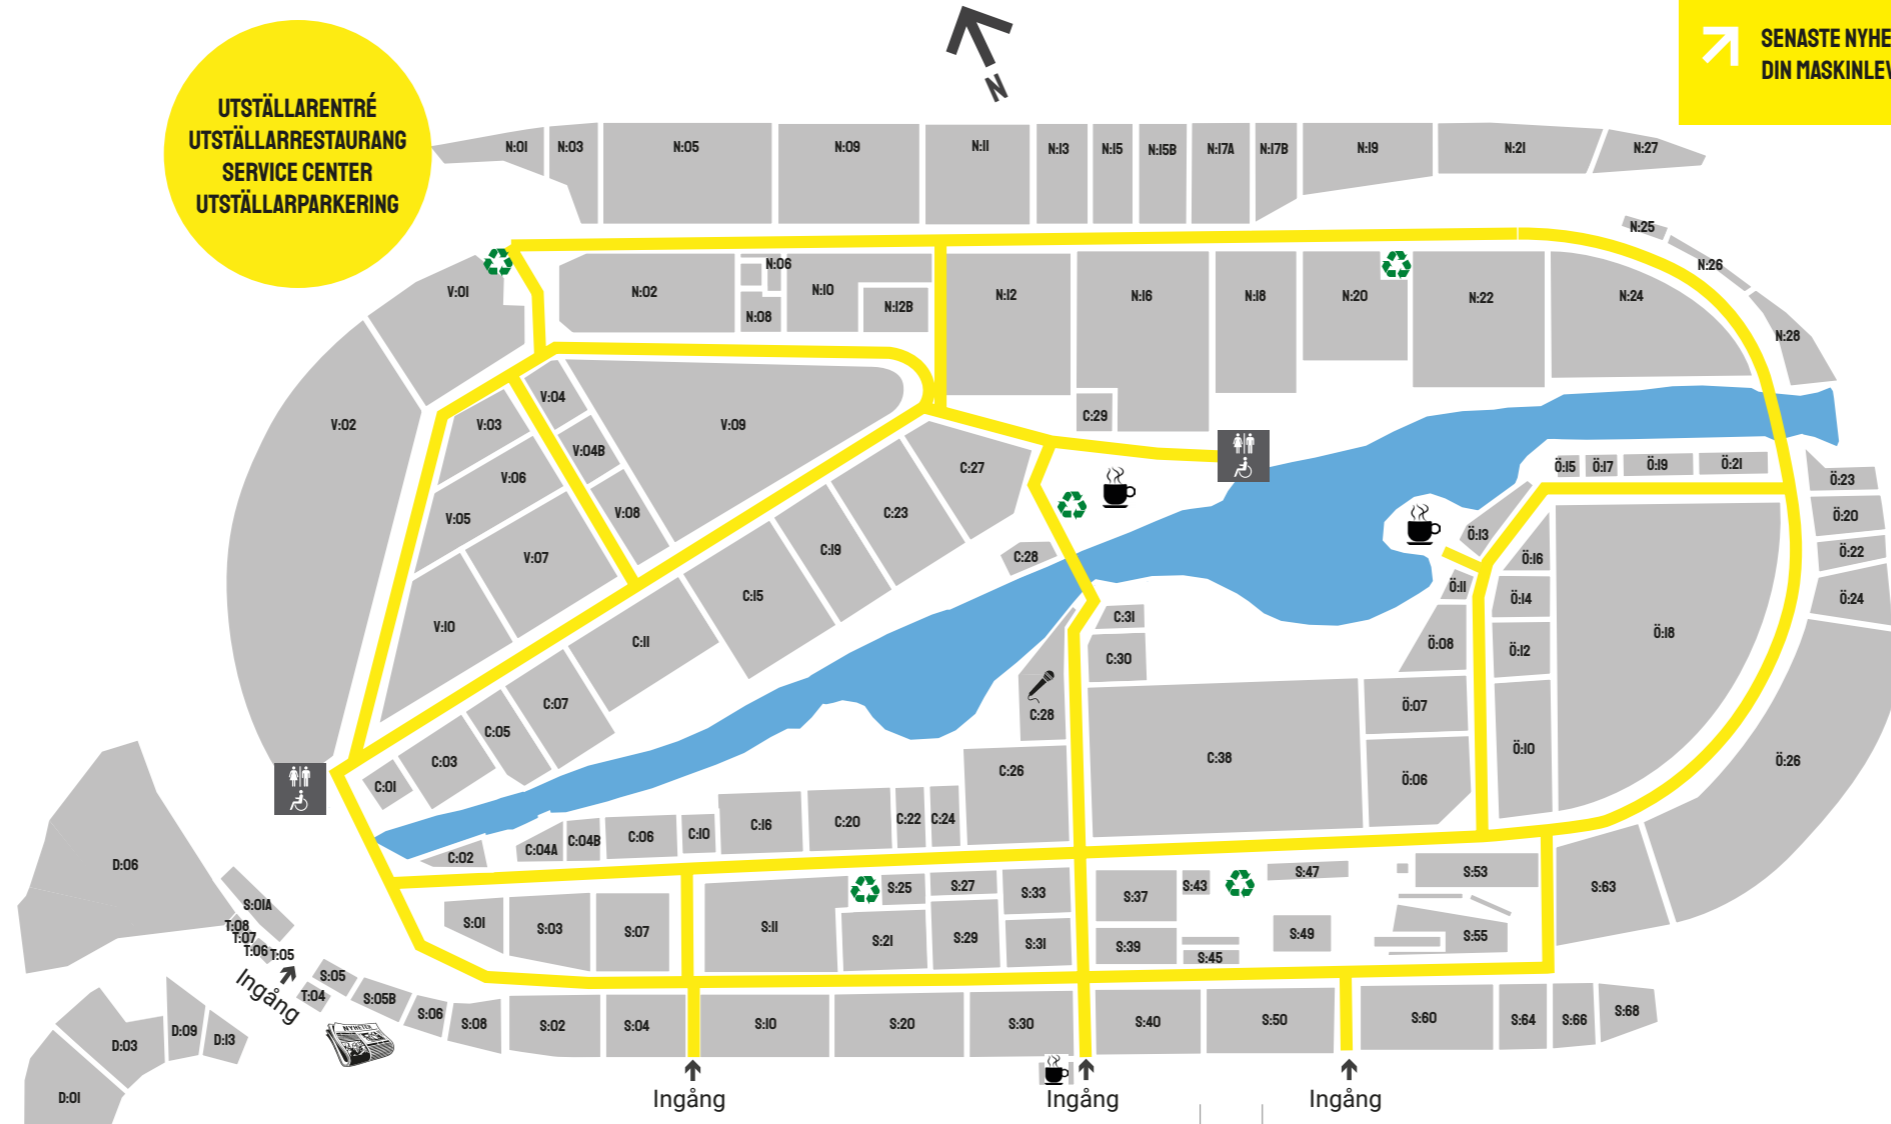 N
SENASTE NYHE
DIN MASKINLEV
UTSTÄLLARENTRÉ
UTSTÄLLARRESTAURANG
SERVICE CENTER
UTSTÄLLARPARKERING
N:01
N:03
N:05
N:09
N:11
N:13
N:15
N:15B
N:17A
N:17B
N:19
N:21
N:27
N:25
N:26
N:28
V:01
N:02
N:06
N:08
N:10
N:12B
N:12
N:16
N:18
N:20
N:22
N:24
V:02
V:03
V:04
V:04B
V:09
V:06
V:05
V:08
V:07
V:10
C:29
C:27
C:23
C:19
C:15
C:11
C:07
C:05
C:03
C:01
C:28
C:31
C:30
C:28
C:26
C:38
Ö:15
Ö:17
Ö:19
Ö:21
Ö:23
Ö:20
Ö:22
Ö:24
Ö:13
Ö:16
Ö:11
Ö:14
Ö:08
Ö:12
Ö:18
Ö:07
Ö:10
Ö:06
Ö:26
C:02
C:04A
C:04B
C:06
C:10
C:16
C:20
C:22
C:24
D:06
S:01A
T:08
T:07
T:06
T:05
Ingång
T:04
S:05
S:05B
S:06
S:08
S:01
S:03
S:07
S:11
S:25
S:27
S:33
S:21
S:29
S:31
S:37
S:43
S:47
S:53
S:63
S:39
S:45
S:49
S:55
S:02
S:04
S:10
S:20
S:30
S:40
S:50
S:60
S:64
S:66
S:68
D:03
D:09
D:13
D:01
NYHETER
Ingång
Ingång
Ingång